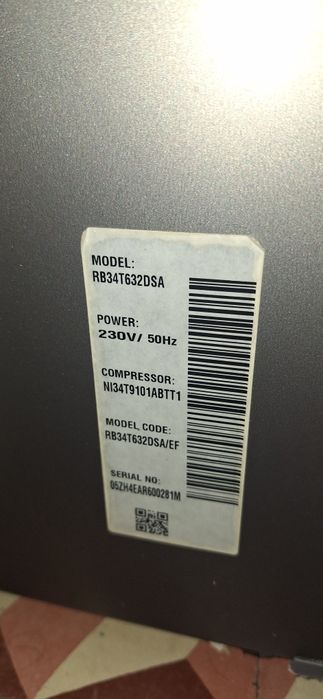 MODEL:
RB34T632DSA
POWER:
230V/ 50Hz
COMPRESSOR:
NI34T9101ABTT1
MODEL CODE:
RB34T632DSA/EF
SERIAL NO:
05ZH4EAR600281M